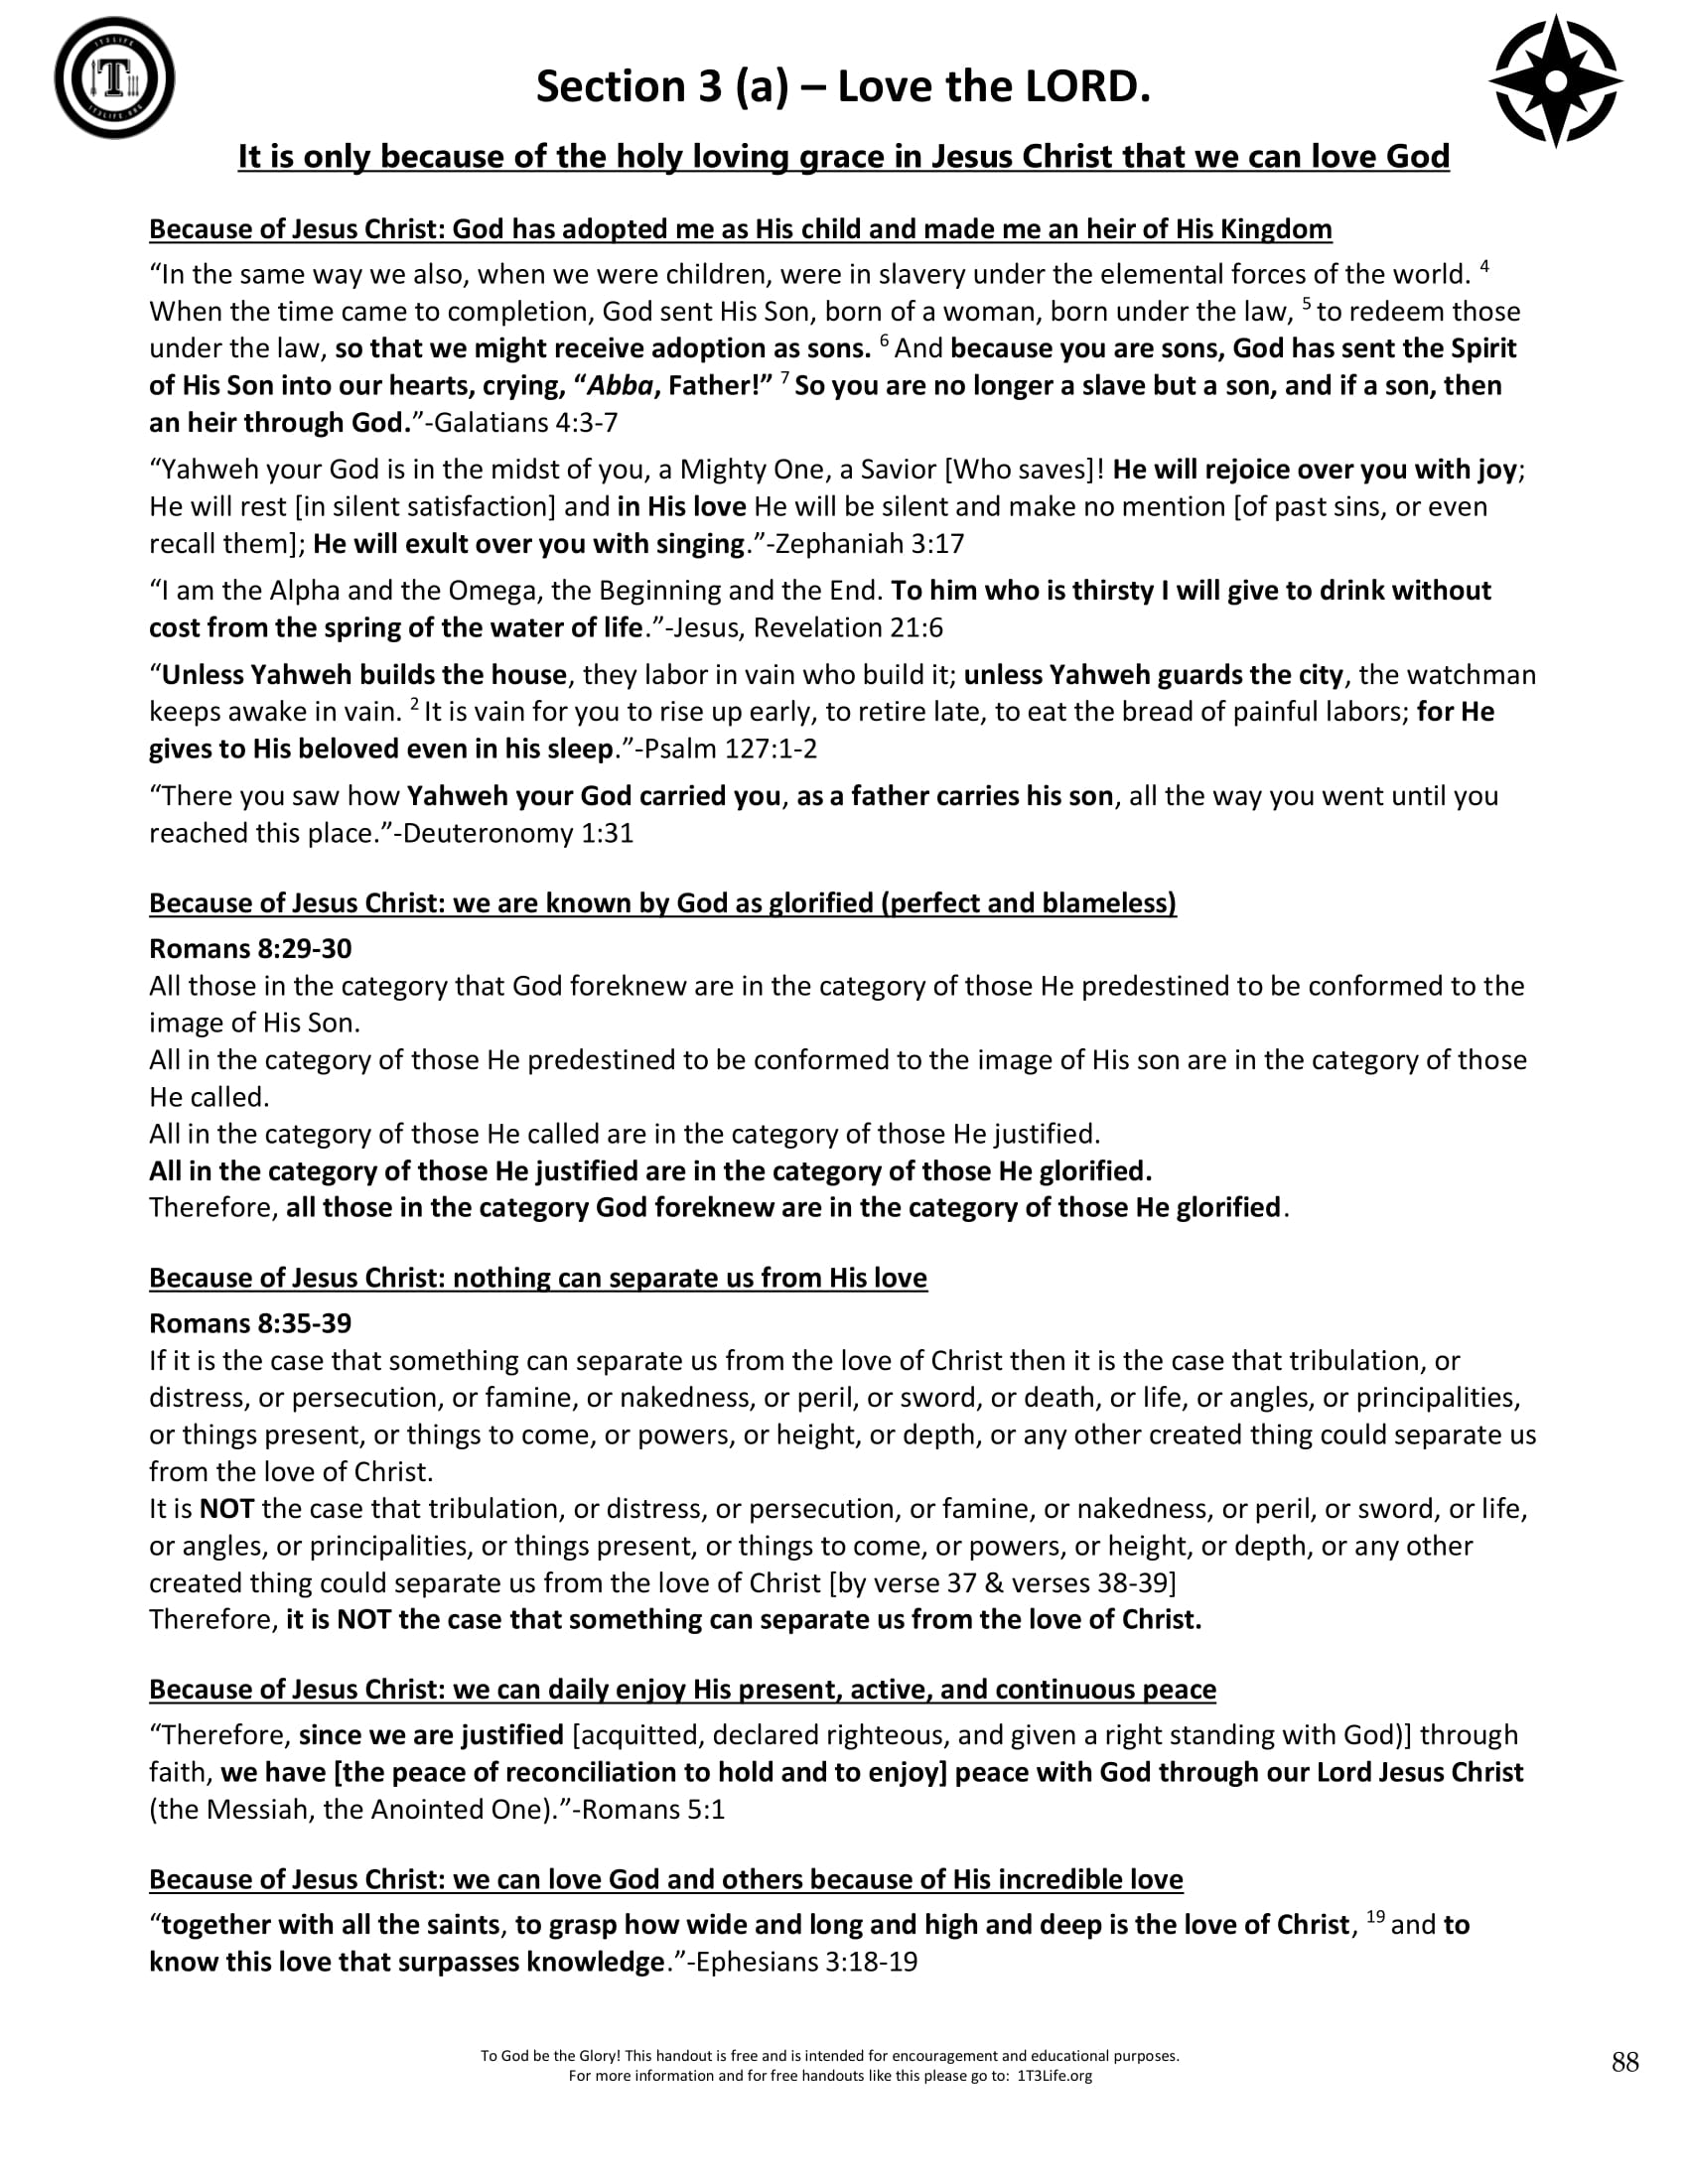 Section 3 (a) – Love the LORD.
It is only because of the holy loving grace in Jesus Christ that we can love God
Because of Jesus Christ: God has adopted me as His child and made me an heir of His Kingdom
“In the same way we also, when we were children, were in slavery under the elemental forces of the world. 4
When the time came to completion, God sent His Son, born of a woman, born under the law, 5 to redeem those
under the law, so that we might receive adoption as sons. 6 And because you are sons, God has sent the Spirit
of His Son into our hearts, crying, “Abba, Father!” 7 So you are no longer a slave but a son, and if a son, then
an heir through God.”-Galatians 4:3-7
“Yahweh your God is in the midst of you, a Mighty One, a Savior [Who saves]! He will rejoice over you with joy;
He will rest [in silent satisfaction] and in His love He will be silent and make no mention [of past sins, or even
recall them]; He will exult over you with singing.”-Zephaniah 3:17
“I am the Alpha and the Omega, the Beginning and the End. To him who is thirsty I will give to drink without
cost from the spring of the water of life.”-Jesus, Revelation 21:6
“Unless Yahweh builds the house, they labor in vain who build it; unless Yahweh guards the city, the watchman
keeps awake in vain. 2 It is vain for you to rise up early, to retire late, to eat the bread of painful labors; for He
gives to His beloved even in his sleep.”-Psalm 127:1-2
“There you saw how Yahweh your God carried you, as a father carries his son, all the way you went until you
reached this place.”-Deuteronomy 1:31
Because of Jesus Christ: we are known by God as glorified (perfect and blameless)
Romans 8:29-30
All those in the category that God foreknew are in the category of those He predestined to be conformed to the
image of His Son.
All in the category of those He predestined to be conformed to the image of His son are in the category of those
He called.
All in the category of those He called are in the category of those He justified.
All in the category of those He justified are in the category of those He glorified.
Therefore, all those in the category God foreknew are in the category of those He glorified.
Because of Jesus Christ: nothing can separate us from His love
Romans 8:35-39
If it is the case that something can separate us from the love of Christ then it is the case that tribulation, or
distress, or persecution, or famine, or nakedness, or peril, or sword, or death, or life, or angles, or principalities,
or things present, or things to come, or powers, or height, or depth, or any other created thing could separate us
from the love of Christ.
It is NOT the case that tribulation, or distress, or persecution, or famine, or nakedness, or peril, or sword, or life,
or angles, or principalities, or things present, or things to come, or powers, or height, or depth, or any other
created thing could separate us from the love of Christ [by verse 37 & verses 38-39]
Therefore, it is NOT the case that something can separate us from the love of Christ.
Because of Jesus Christ: we can daily enjoy His present, active, and continuous peace
“Therefore, since we are justified [acquitted, declared righteous, and given a right standing with God)] through
faith, we have [the peace of reconciliation to hold and to enjoy] peace with God through our Lord Jesus Christ
(the Messiah, the Anointed One).”-Romans 5:1
Because of Jesus Christ: we can love God and others because of His incredible love
“together with all the saints, to grasp how wide and long and high and deep is the love of Christ, 19 and to
know this love that surpasses knowledge.”-Ephesians 3:18-19
To God be the Glory! This handout is free and is intended for encouragement and educational purposes.
For more information and for free handouts like this please go to: 1T3Life.org
88